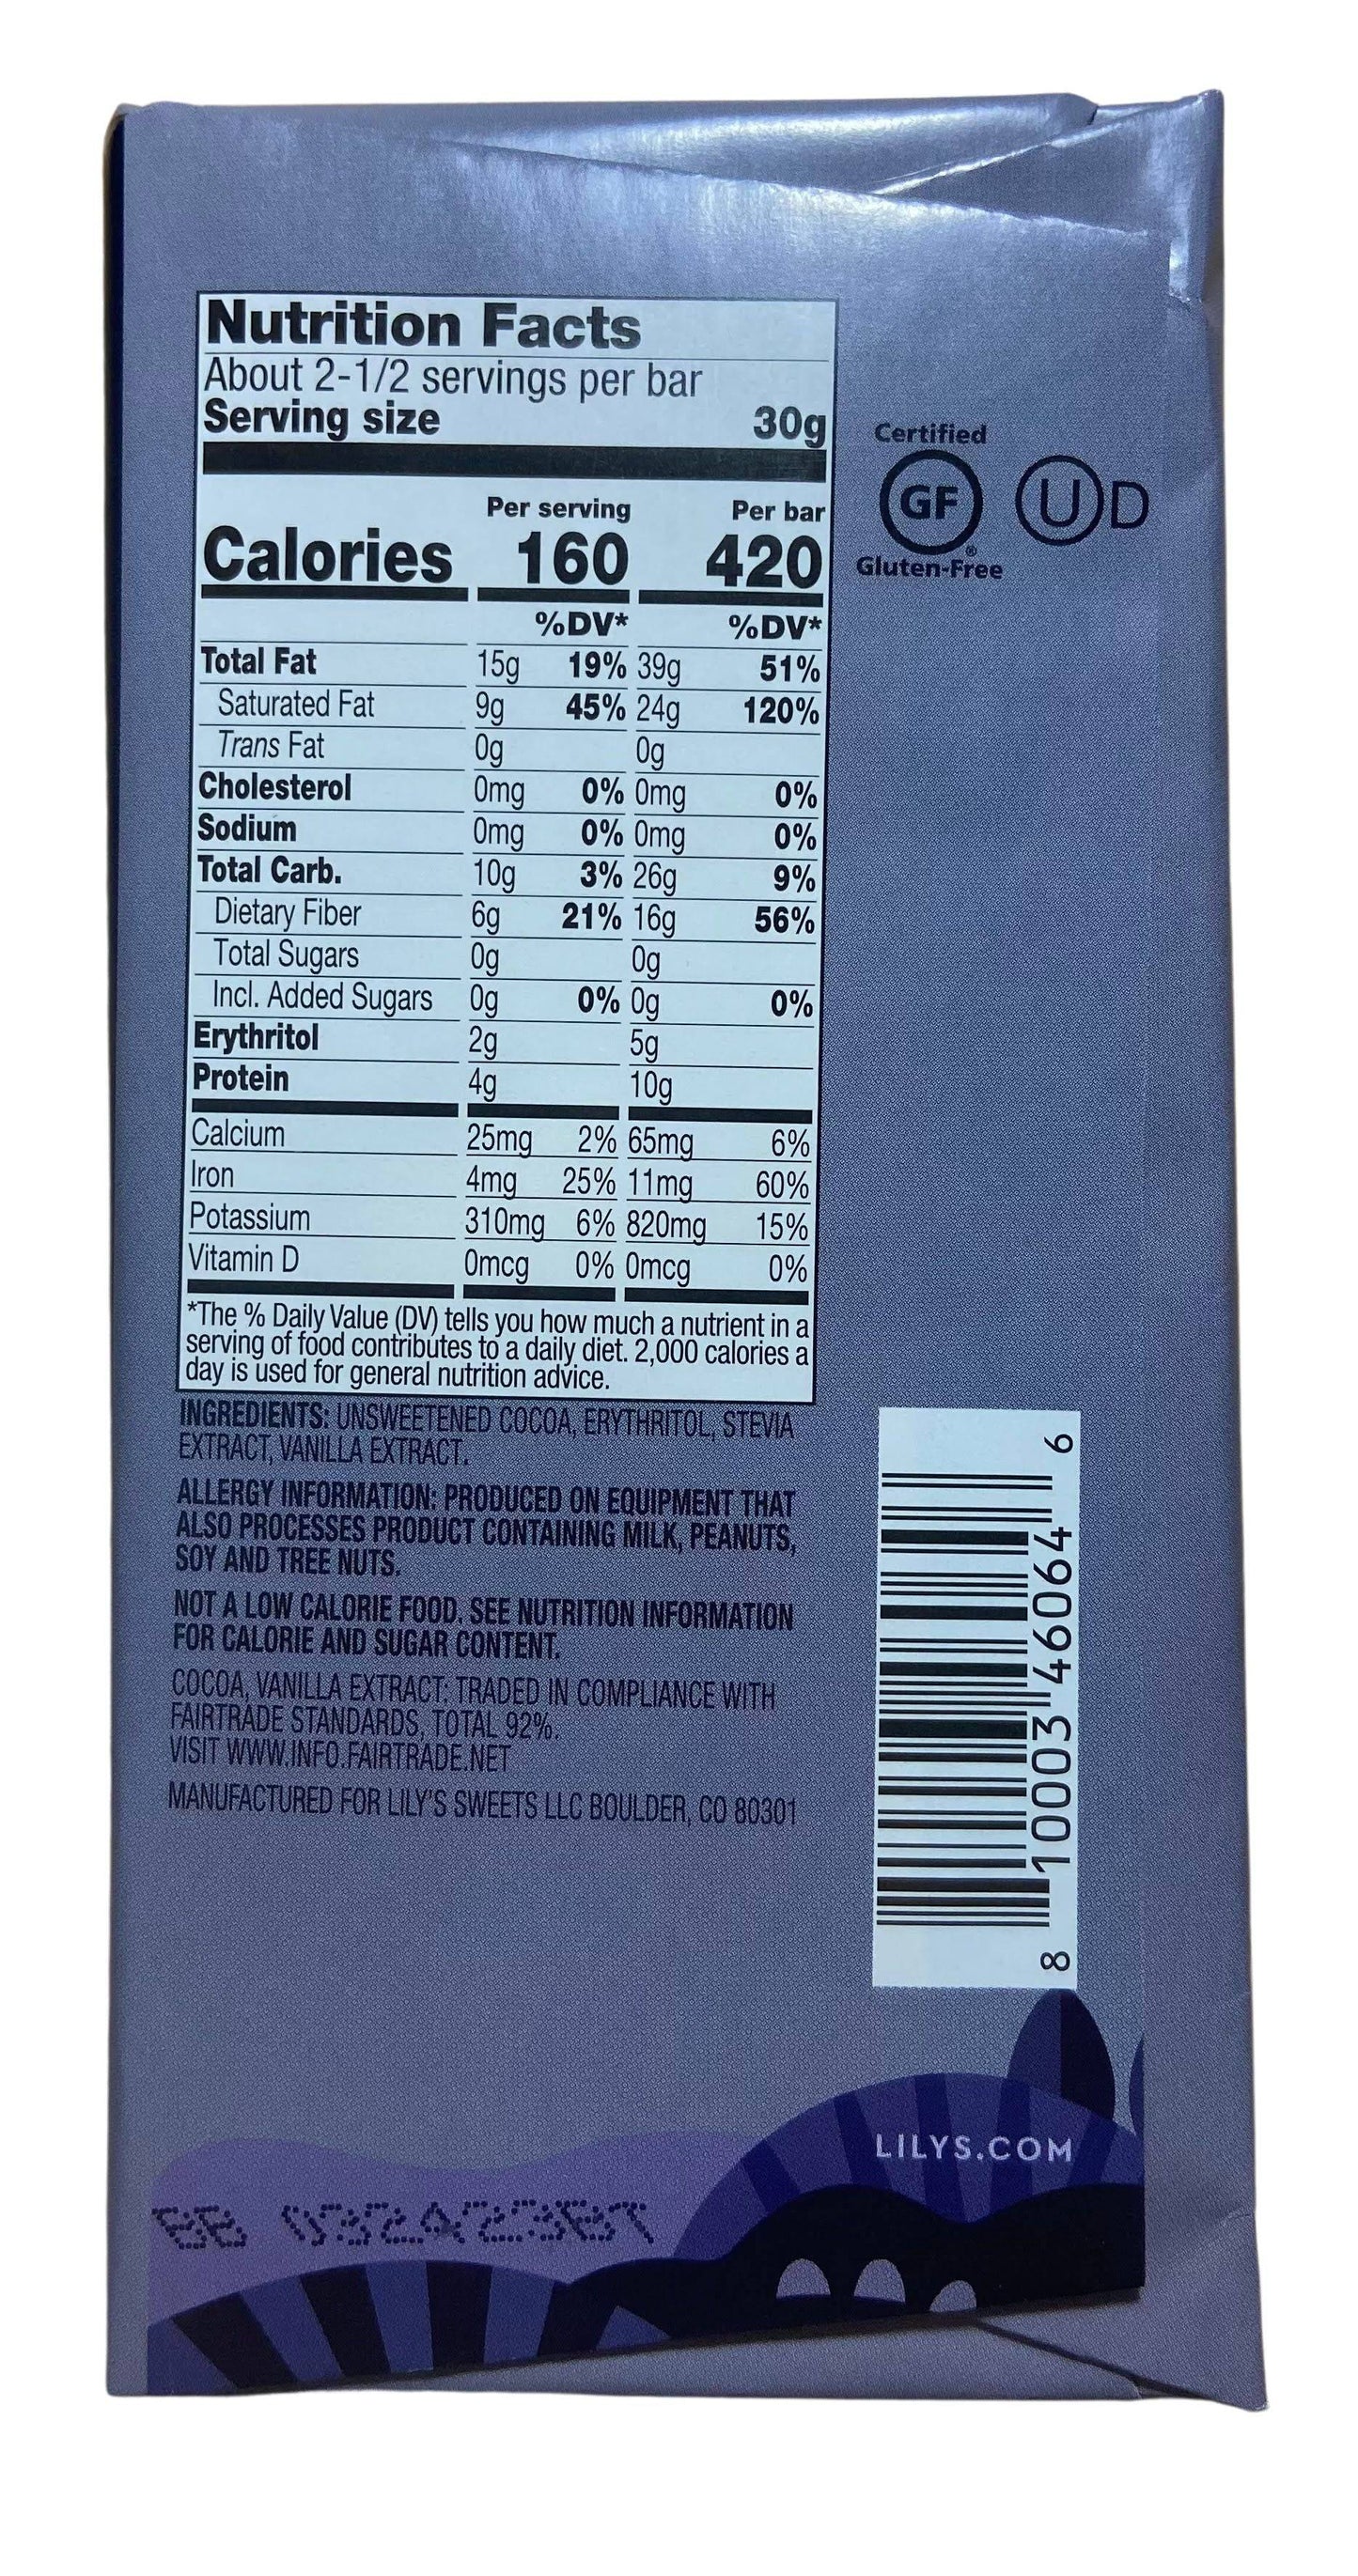 Nutrition Facts
About 2-1/2 servings per bar
Serving size 30g
Per serving Per bar
Calories 160 420
%DV* %DV*
Total Fat 15g 19% 39g 51%
Saturated Fat 9g 45% 24g 120%
Trans Fat 0g 0g
Cholesterol 0mg 0% 0mg 0%
Sodium 0mg 0% 0mg 0%
Total Carb. 10g 3% 26g 9%
Dietary Fiber 6g 21% 16g 56%
Total Sugars 0g 0g
Incl. Added Sugars 0g 0% 0g 0%
Erythritol 2g 5g
Protein 4g 10g
Calcium 25mg 2% 65mg 6%
Iron 4mg 25% 11mg 60%
Potassium 310mg 6% 820mg 15%
Vitamin D 0mcg 0% 0mcg 0%
*The % Daily Value (DV) tells you how much a nutrient in a
serving of food contributes to a daily diet. 2,000 calories a
day is used for general nutrition advice.
INGREDIENTS: UNSWEETENED COCOA, ERYTHRITOL, STEVIA
EXTRACT, VANILLA EXTRACT.
ALLERGY INFORMATION: PRODUCED ON EQUIPMENT THAT
ALSO PROCESSES PRODUCT CONTAINING MILK, PEANUTS,
SOY AND TREE NUTS.
NOT A LOW CALORIE FOOD. SEE NUTRITION INFORMATION
FOR CALORIE AND SUGAR CONTENT.
COCOA, VANILLA EXTRACT: TRADED IN COMPLIANCE WITH
FAIRTRADE STANDARDS, TOTAL 92%.
VISIT WWW.INFO.FAIRTRADE.NET
MANUFACTURED FOR LILY'S SWEETS LLC BOULDER, CO 80301
Certified
GF
Gluten-Free®
UD
8 10003 46064 6
LILYS.COM